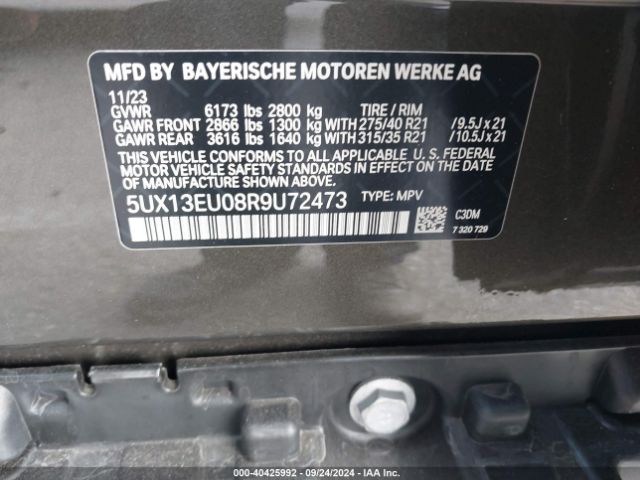 MFD BY BAYERISCHE MOTOREN WERKE AG
11/23
GVWR 6173 lbs 2800 kg TIRE / RIM
GAWR FRONT 2866 lbs 1300 kg WITH 275/40 R21 / 9.5J x 21
GAWR REAR 3616 lbs 1640 kg WITH 315/35 R21 / 10.5J x 21
THIS VEHICLE CONFORMS TO ALL APPLICABLE U. S. FEDERAL
MOTOR VEHICLE SAFETY STANDARDS IN EFFECT ON THE DATE
OF MANUFACTURE SHOWN ABOVE.
5UX13EU08R9U72473 TYPE: MPV
C3DM
7 320 729
000-40425992 - 09/24/2024 - IAA Inc.